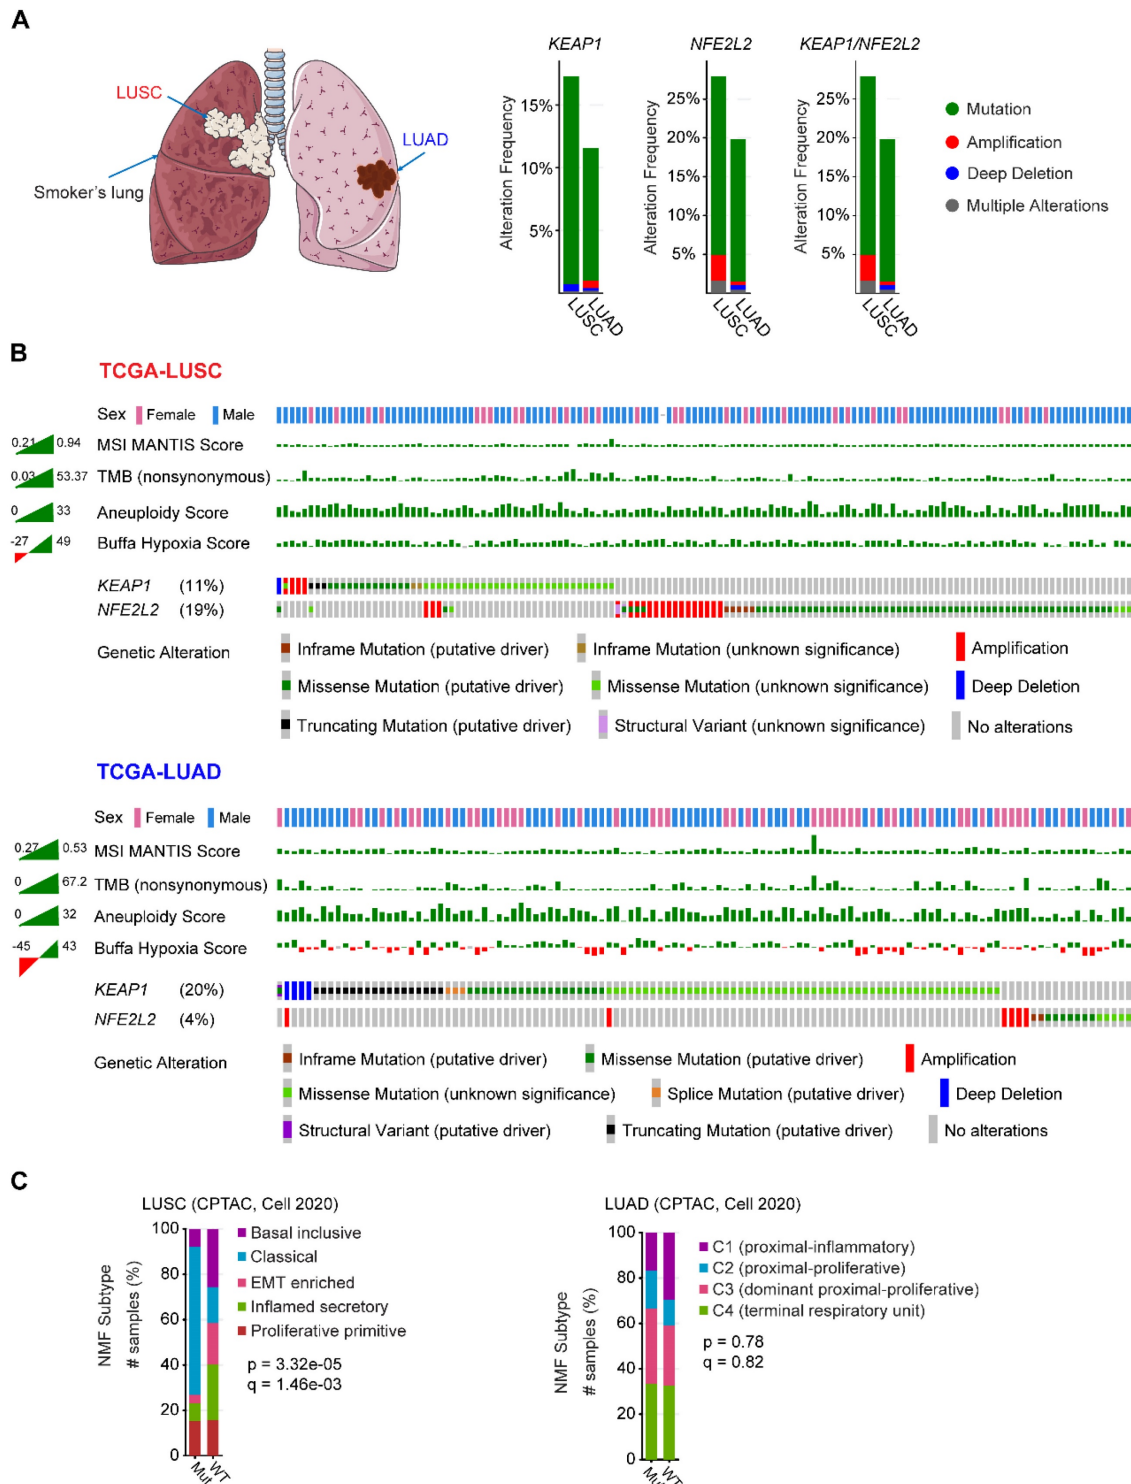 A
LUSC
LUAD
Smoker's lung
KEAP1
Alteration Frequency
15%
10%
5%
LUSC
LUAD
NFE2L2
Alteration Frequency
25%
20%
15%
10%
5%
LUSC
LUAD
KEAP1/NFE2L2
Alteration Frequency
25%
20%
15%
10%
5%
LUSC
LUAD
Mutation
Amplification
Deep Deletion
Multiple Alterations
B
TCGA-LUSC
Sex Female Male
0.21 0.94 MSI MANTIS Score
0.03 53.37 TMB (nonsynonymous)
0 33 Aneuploidy Score
-27 49 Buffa Hypoxia Score
KEAP1 (11%)
NFE2L2 (19%)
Genetic Alteration Inframe Mutation (putative driver) Inframe Mutation (unknown significance) Amplification
Missense Mutation (putative driver) Missense Mutation (unknown significance) Deep Deletion
Truncating Mutation (putative driver) Structural Variant (unknown significance) No alterations
TCGA-LUAD
Sex Female Male
0.27 0.53 MSI MANTIS Score
0 67.2 TMB (nonsynonymous)
0 32 Aneuploidy Score
-45 43 Buffa Hypoxia Score
KEAP1 (20%)
NFE2L2 (4%)
Genetic Alteration Inframe Mutation (putative driver) Missense Mutation (putative driver) Amplification
Missense Mutation (unknown significance) Splice Mutation (putative driver) Deep Deletion
Structural Variant (putative driver) Truncating Mutation (putative driver) No alterations
C
LUSC (CPTAC, Cell 2020)
NMF Subtype
# samples (%)
100
80
60
40
20
0
Mut
WT
Basal inclusive
Classical
EMT enriched
Inflamed secretory
Proliferative primitive
p = 3.32e-05
q = 1.46e-03
LUAD (CPTAC, Cell 2020)
NMF Subtype
# samples (%)
100
80
60
40
20
0
Mut
WT
C1 (proximal-inflammatory)
C2 (proximal-proliferative)
C3 (dominant proximal-proliferative)
C4 (terminal respiratory unit)
p = 0.78
q = 0.82